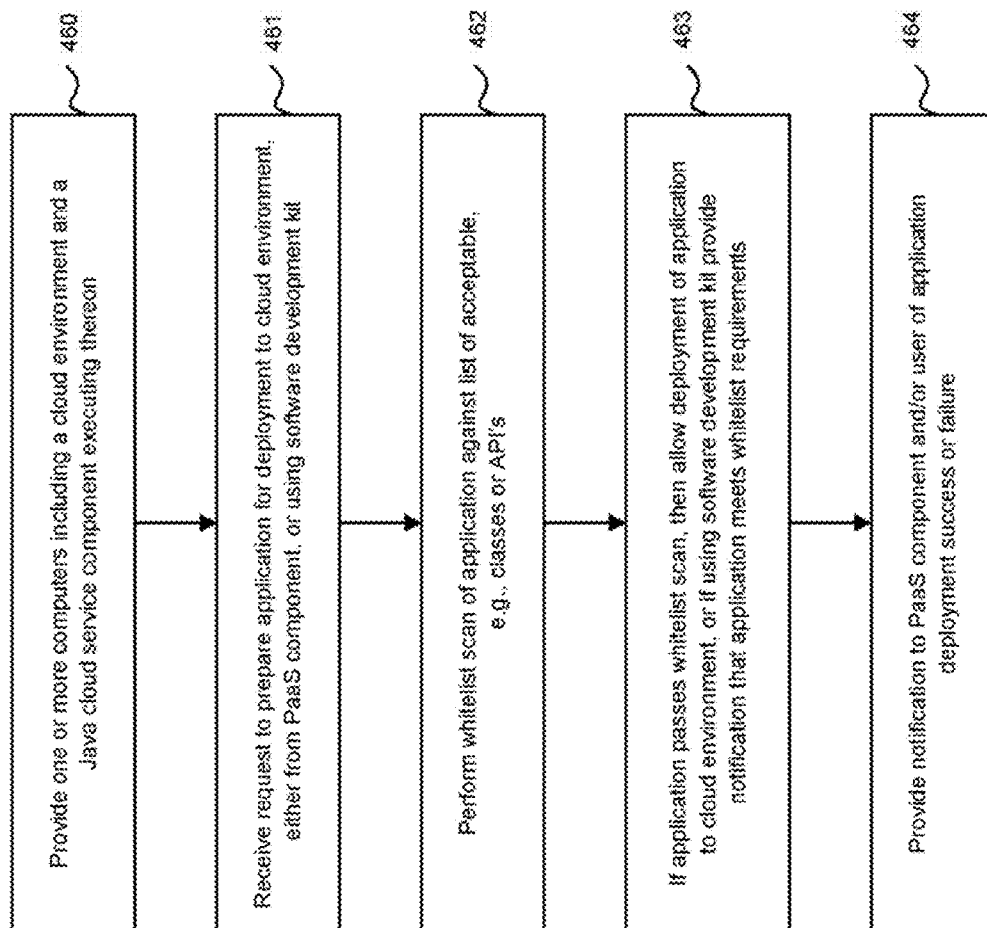 Provide one or more computers including a cloud environment and a
Java cloud service component executing thereon
460
Receive request to prepare application for deployment to cloud environment,
either from PaaS component, or using software development kit
461
Perform whitelist scan of application against list of acceptable,
e.g., classes or API's
462
If application passes whitelist scan, then allow deployment of application
to cloud environment, or if using software development kit provide
notification that application meets whitelist requirements
463
Provide notification to PaaS component and/or user of application
deployment success or failure
464